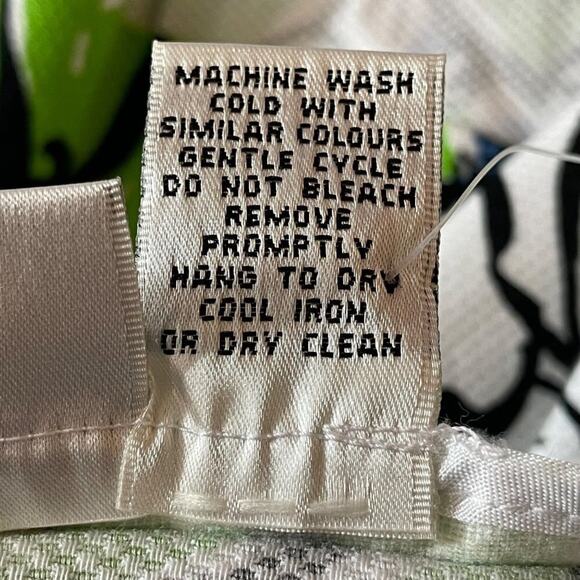 MACHINE WASH
COLD WITH
SIMILAR COLOURS
GENTLE CYCLE
DO NOT BLEACH
REMOVE
PROMPTLY
HANG TO DRY
COOL IRON
OR DRY CLEAN